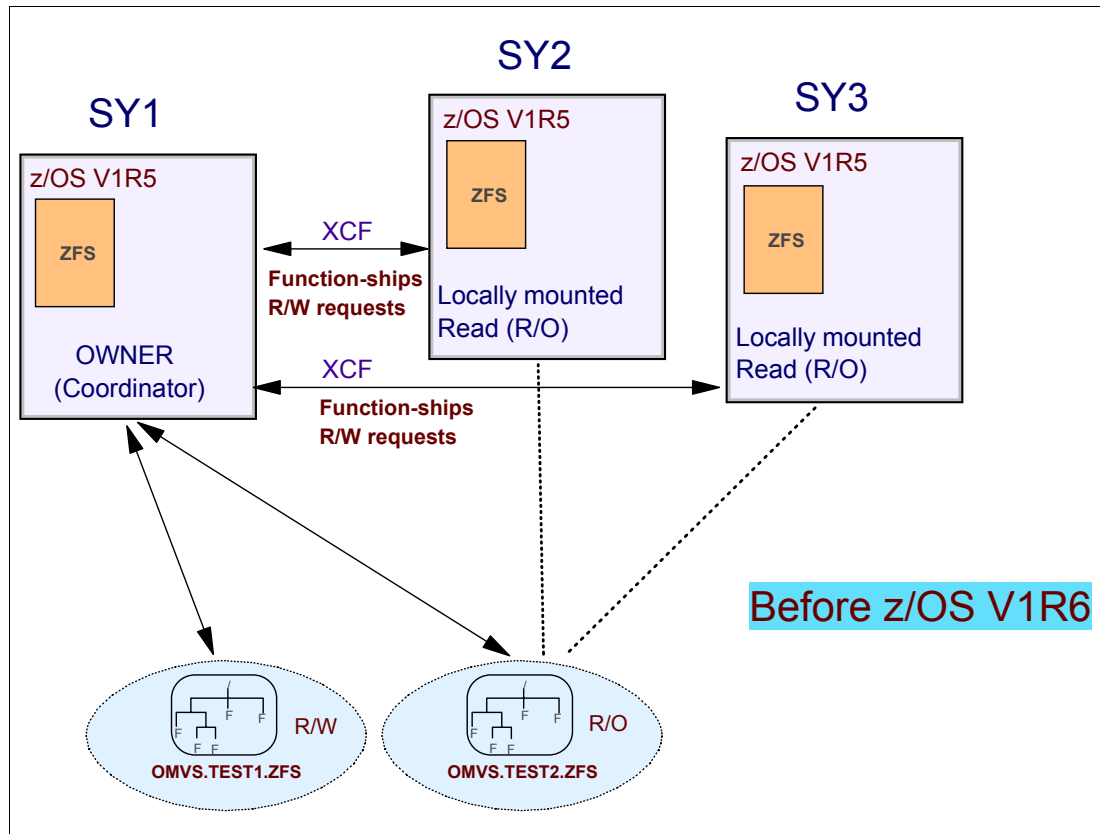 SY1
SY2
SY3
z/OS V1R5
ZFS
OWNER
(Coordinator)
z/OS V1R5
ZFS
Locally mounted
Read (R/O)
z/OS V1R5
ZFS
Locally mounted
Read (R/O)
XCF
Function-ships
R/W requests
XCF
Function-ships
R/W requests
Before z/OS V1R6
/
F
F
F
F F
R/W
OMVS.TEST1.ZFS
/
F
F
F
F F
R/O
OMVS.TEST2.ZFS